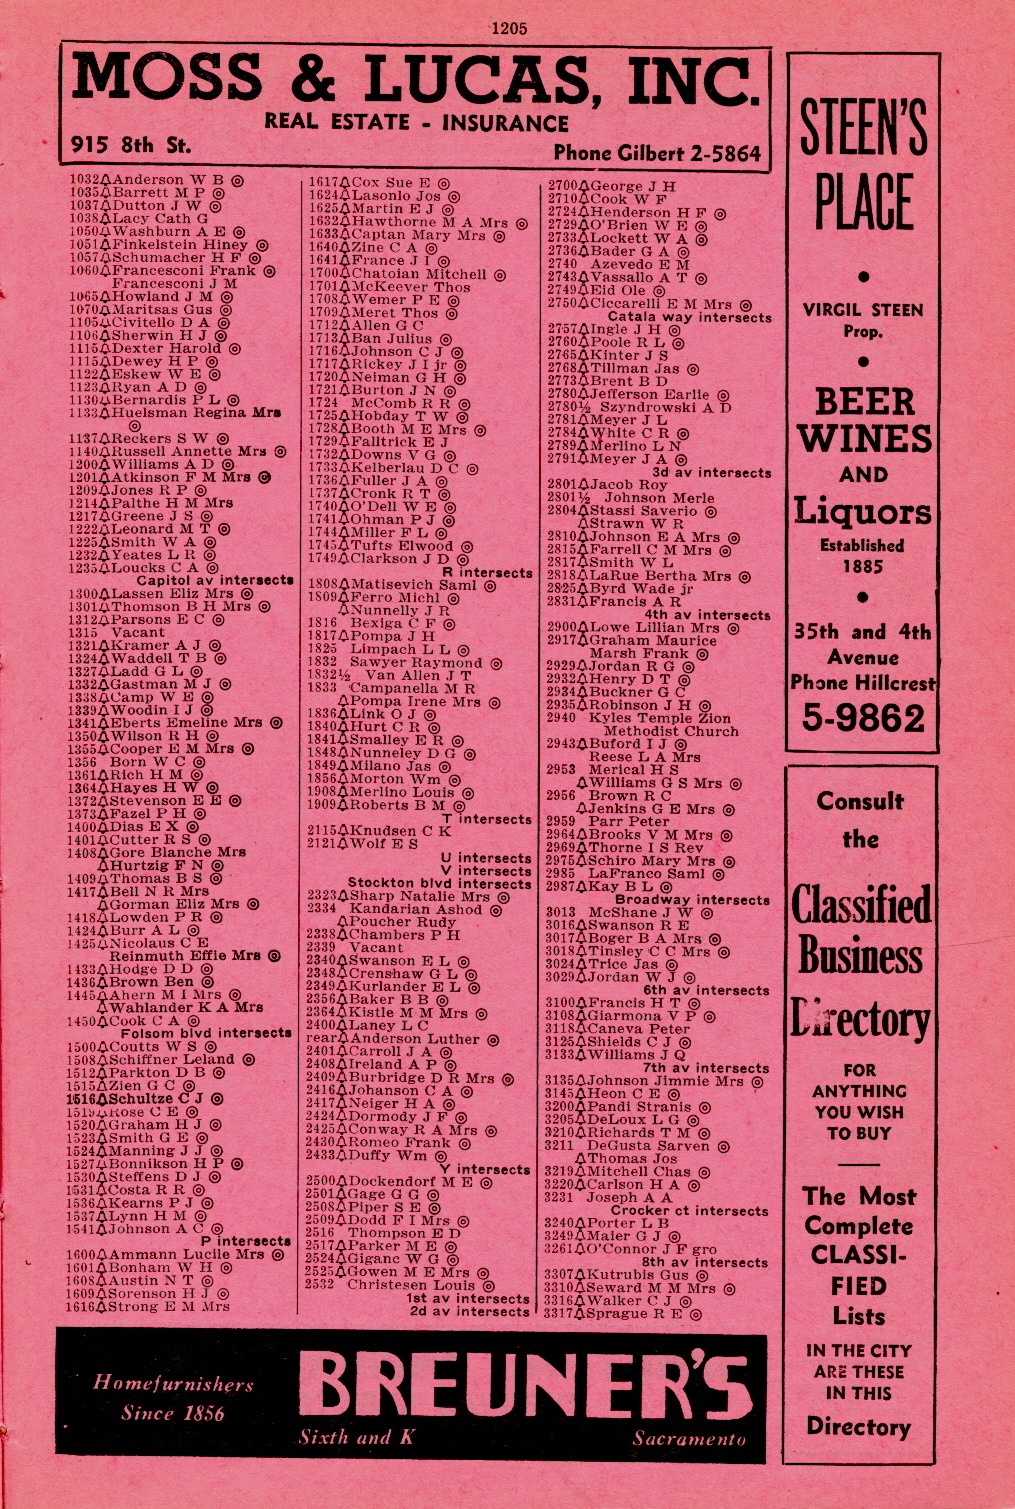 1205
MOSS & LUCAS, INC.
REAL ESTATE - INSURANCE
915 8th St.
Phone Gilbert 2-5864
1032△Anderson W B ◎
1035△Barrett M P ◎
1037△Dutton J W ◎
1038△Lacy Cath G
1050△Washburn A E ◎
1051△Finkelstein Hiney ◎
1057△Schumacher H F ◎
1060△Francesconi Frank ◎
Francesconi J M
1065△Howland J M ◎
1070△Maritsas Gus ◎
1105△Civitello D A ◎
1106△Sherwin H J ◎
1115△Dexter Harold ◎
1115△Dewey H P ◎
1122△Eskew W E ◎
1123△Ryan A D ◎
1130△Bernardis P L ◎
1133△Huelsman Regina Mrs
◎
1137△Reckers S W ◎
1140△Russell Annette Mrs ◎
1200△Williams A D ◎
1201△Atkinson F M Mrs ◎
1209△Jones R P ◎
1214△Palthe H M Mrs
1217△Greene J S ◎
1222△Leonard M T ◎
1225△Smith W A ◎
1232△Yeates L R ◎
1235△Loucks C A ◎
Capitol av intersects
1300△Lassen Eliz Mrs ◎
1301△Thomson B H Mrs ◎
1312△Parsons E C ◎
1315 Vacant
1321△Kramer A J ◎
1324△Waddell T B ◎
1327△Ladd G L ◎
1332△Gastman M J ◎
1338△Camp W E ◎
1339△Woodin I J ◎
1341△Eberts Emeline Mrs ◎
1350△Wilson R H ◎
1355△Cooper E M Mrs ◎
1356 Born W C ◎
1361△Rich H M ◎
1364△Hayes H W ◎
1372△Stevenson E E ◎
1373△Fazel P H ◎
1400△Dias E X ◎
1401△Cutter R S ◎
1408△Gore Blanche Mrs
△Hurtzig F N ◎
1409△Thomas B S ◎
1417△Bell N R Mrs
△Gorman Eliz Mrs ◎
1418△Lowden P R ◎
1424△Burr A L ◎
1425△Nicolaus C E
Reinmuth Effie Mrs ◎
1433△Hodge D D ◎
1436△Brown Ben ◎
1445△Ahern M I Mrs ◎
△Wahlander K A Mrs
1450△Cook C A ◎
Folsom blvd intersects
1500△Coutts W S ◎
1508△Schiffner Leland ◎
1512△Parkton D B ◎
1515△Zien G C ◎
1516△Schultze C J ◎
1519△Rose C E ◎
1520△Graham H J ◎
1523△Smith G E ◎
1524△Manning J J ◎
1527△Bonnikson H P ◎
1530△Steffens D J ◎
1531△Costa R R ◎
1536△Kearns P J ◎
1537△Lynn H M ◎
1541△Johnson A C ◎
P intersects
1600△Ammann Lucile Mrs ◎
1601△Bonham W H ◎
1608△Austin N T ◎
1609△Sorenson H J ◎
1616△Strong E M Mrs
1617△Cox Sue E ◎
1624△Lasonio Jos ◎
1625△Martin E J ◎
1632△Hawthorne M A Mrs ◎
1633△Captan Mary Mrs ◎
1640△Zine C A ◎
1641△France J I ◎
1700△Chatoian Mitchell ◎
1701△McKeever Thos
1708△Wemer P E ◎
1709△Meret Thos ◎
1712△Allen G C
1713△Ban Julius ◎
1716△Johnson C J ◎
1717△Rickey J I jr ◎
1720△Neiman G H ◎
1721△Burton J N ◎
1724 McComb R R ◎
1725△Hobday T W ◎
1728△Booth M E Mrs ◎
1729△Falltrick E J
1732△Downs V G ◎
1733△Kelberlau D C ◎
1736△Fuller J A ◎
1737△Cronk R T ◎
1740△O'Dell W E ◎
1741△Ohman P J ◎
1744△Miller F L ◎
1745△Tufts Elwood ◎
1749△Clarkson J D ◎
R intersects
1808△Matisevich Saml ◎
1809△Ferro Michl ◎
△Nunnelly J R
1816 Bexiga C F ◎
1817△Pompa J H
1825 Limpach L L ◎
1832 Sawyer Raymond ◎
1832½ Van Allen J T
1833 Campanella M R
△Pompa Irene Mrs ◎
1836△Link O J ◎
1840△Hurt C R ◎
1841△Smalley E R ◎
1848△Nunneley D G ◎
1849△Milano Jas ◎
1856△Morton Wm ◎
1908△Merlino Louis ◎
1909△Roberts B M ◎
T intersects
2115△Knudsen C K
2121△Wolf E S
U intersects
V intersects
Stockton blvd intersects
2323△Sharp Natalie Mrs ◎
2334 Kandarian Ashod ◎
△Poucher Rudy
2338△Chambers P H
2339 Vacant
2340△Swanson E L ◎
2348△Crenshaw G L ◎
2349△Kurlander E L ◎
2356△Baker B B ◎
2364△Kistle M M Mrs ◎
2400△Laney L C
rear△Anderson Luther ◎
2401△Carroll J A ◎
2408△Ireland A P ◎
2409△Burbridge D R Mrs ◎
2416△Johanson C A ◎
2417△Neiger H A ◎
2424△Dormody J F ◎
2425△Conway R A Mrs ◎
2430△Romeo Frank ◎
2433△Duffy Wm ◎
Y intersects
2500△Dockendorf M E ◎
2501△Gage G G ◎
2508△Piper S E ◎
2509△Dodd F I Mrs ◎
2516 Thompson E D
2517△Parker M E ◎
2524△Giganc W G ◎
2525△Gowen M E Mrs ◎
2532 Christesen Louis ◎
1st av intersects
2d av intersects
2700△George J H
2710△Cook W F
2724△Henderson H F ◎
2729△O'Brien W E ◎
2733△Lockett W A ◎
2736△Bader G A ◎
2740 Azevedo E M
2743△Vassallo A T ◎
2749△Eid Ole ◎
2750△Ciccarelli E M Mrs ◎
Catala way intersects
2757△Ingle J H ◎
2760△Poole R L ◎
2765△Kinter J S
2768△Tillman Jas ◎
2773△Brent B D
2780△Jefferson Earlie ◎
2780½ Szyndrowski A D
2781△Meyer J L
2784△White C R ◎
2789△Merlino L N
2791△Meyer J A ◎
3d av intersects
2801△Jacob Roy
2801½ Johnson Merle
2804△Stassi Saverio ◎
△Strawn W R
2810△Johnson E A Mrs ◎
2815△Farrell C M Mrs ◎
2817△Smith W L
2818△LaRue Bertha Mrs ◎
2825△Byrd Wade jr
2831△Francis A R
4th av intersects
2900△Lowe Lillian Mrs ◎
2917△Graham Maurice
Marsh Frank ◎
2929△Jordan R G ◎
2932△Henry D T ◎
2934△Buckner G C
2935△Robinson J H ◎
2940 Kyles Temple Zion
Methodist Church
2943△Buford I J ◎
Reese L A Mrs
2953 Merical H S
△Williams G S Mrs ◎
2956 Brown R C
△Jenkins G E Mrs ◎
2959 Parr Peter
2964△Brooks V M Mrs ◎
2969△Thorne I S Rev
2975△Schiro Mary Mrs ◎
2985 LaFranco Saml ◎
2987△Kay B L ◎
Broadway intersects
3013 McShane J W ◎
3016△Swanson R E
3017△Boger B A Mrs ◎
3018△Tinsley C C Mrs ◎
3024△Trice Jas ◎
3029△Jordan W J ◎
6th av intersects
3100△Francis H T ◎
3108△Giarmona V P ◎
3118△Caneva Peter
3125△Shields C J ◎
3133△Williams J Q
7th av intersects
3135△Johnson Jimmie Mrs ◎
3145△Heon C E ◎
3200△Pandi Stranis ◎
3205△DeLoux L G ◎
3210△Richards T M ◎
3211 DeGusta Sarven ◎
△Thomas Jos
3219△Mitchell Chas ◎
3220△Carlson H A ◎
3231 Joseph A A
Crocker ct intersects
3240△Porter L B
3249△Maier G J ◎
3261△O'Connor J F gro
8th av intersects
3307△Kutrubis Gus ◎
3310△Seward M M Mrs ◎
3316△Walker C J ◎
3317△Sprague R E ◎
STEEN'S
PLACE
●
VIRGIL STEEN
Prop.
●
BEER
WINES
AND
Liquors
Established
1885
●
35th and 4th
Avenue
Phone Hillcrest
5-9862
Consult
the
Classified
Business
Directory
FOR
ANYTHING
YOU WISH
TO BUY
The Most
Complete
CLASSI-
FIED
Lists
IN THE CITY
ARE THESE
IN THIS
Directory
Homefurnishers
Since 1856
BREUNER'S
Sixth and K
Sacramento